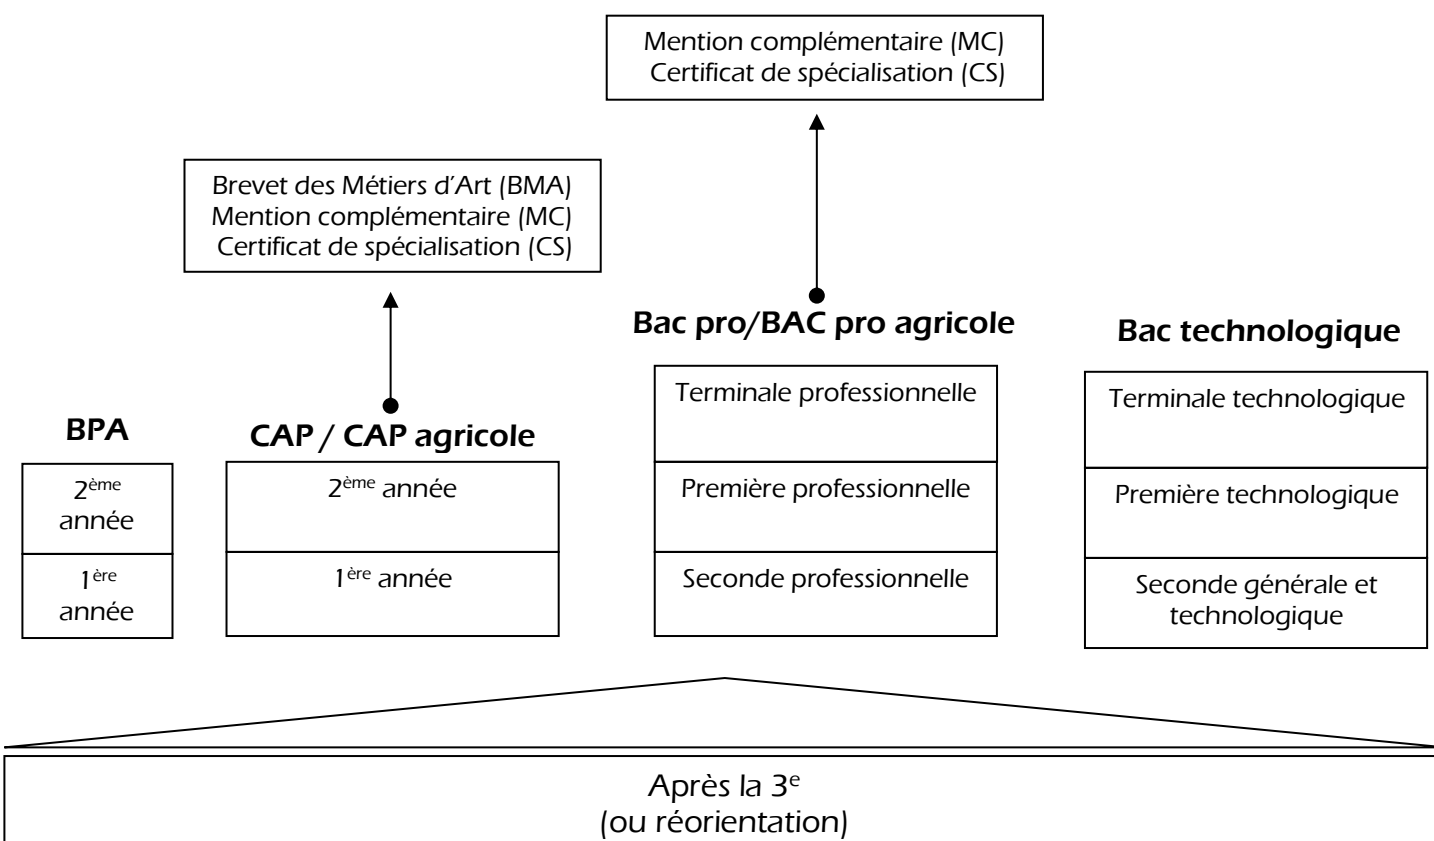 Mention complémentaire (MC)
Certificat de spécialisation (CS)
Brevet des Métiers d'Art (BMA)
Mention complémentaire (MC)
Certificat de spécialisation (CS)
Bac pro/BAC pro agricole
Bac technologique
BPA
CAP / CAP agricole
Terminale professionnelle
Terminale technologique
2ème
année
2ème année
Première professionnelle
Première technologique
1ère
année
1ère année
Seconde professionnelle
Seconde générale et
technologique
Après la 3e
(ou réorientation)